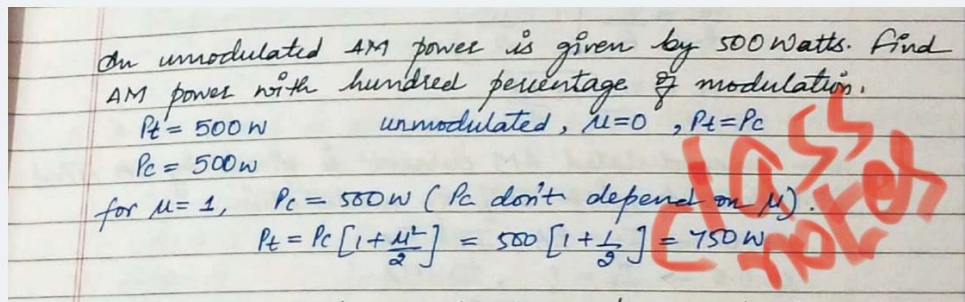 An unmodulated AM power is given by 500 Watts. Find
AM power with hundred percentage of modulation.
Pt = 500 W unmodulated, μ=0, Pt=Pc
Pc = 500w
for μ= 1, Pc = 500 W ( Pc don't depend on μ).
Pt = Pc [1+ μ²/2] = 500 [1+ 1/2] = 750 W
class
notes